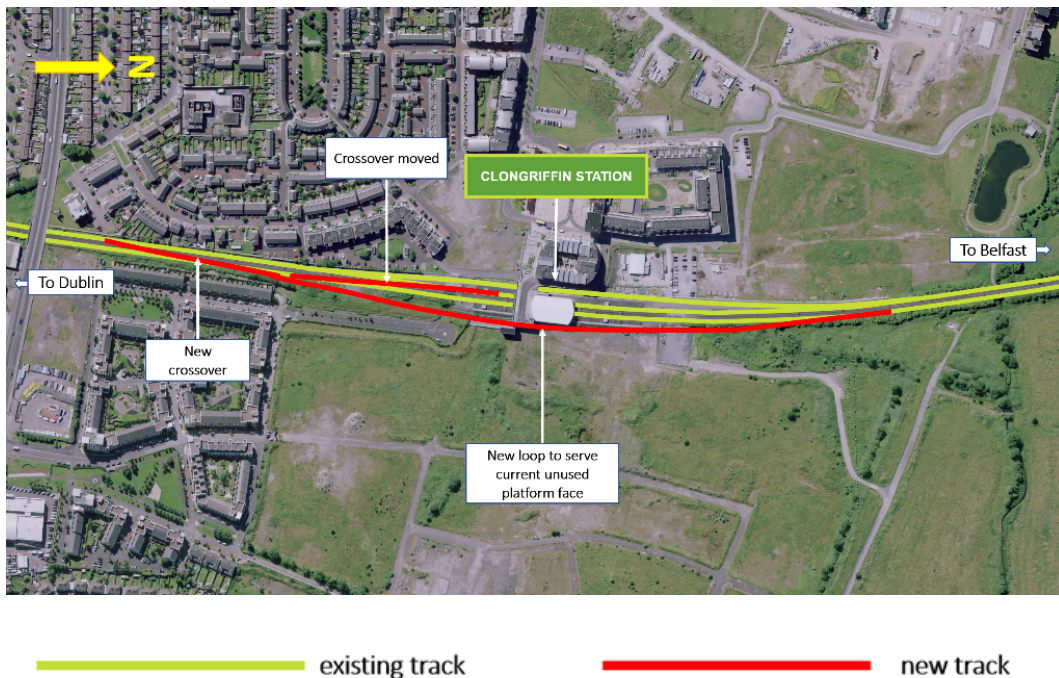 N
Crossover moved
CLONGRIFFIN STATION
To Belfast
To Dublin
New
crossover
New loop to serve
current unused
platform face
existing track
new track